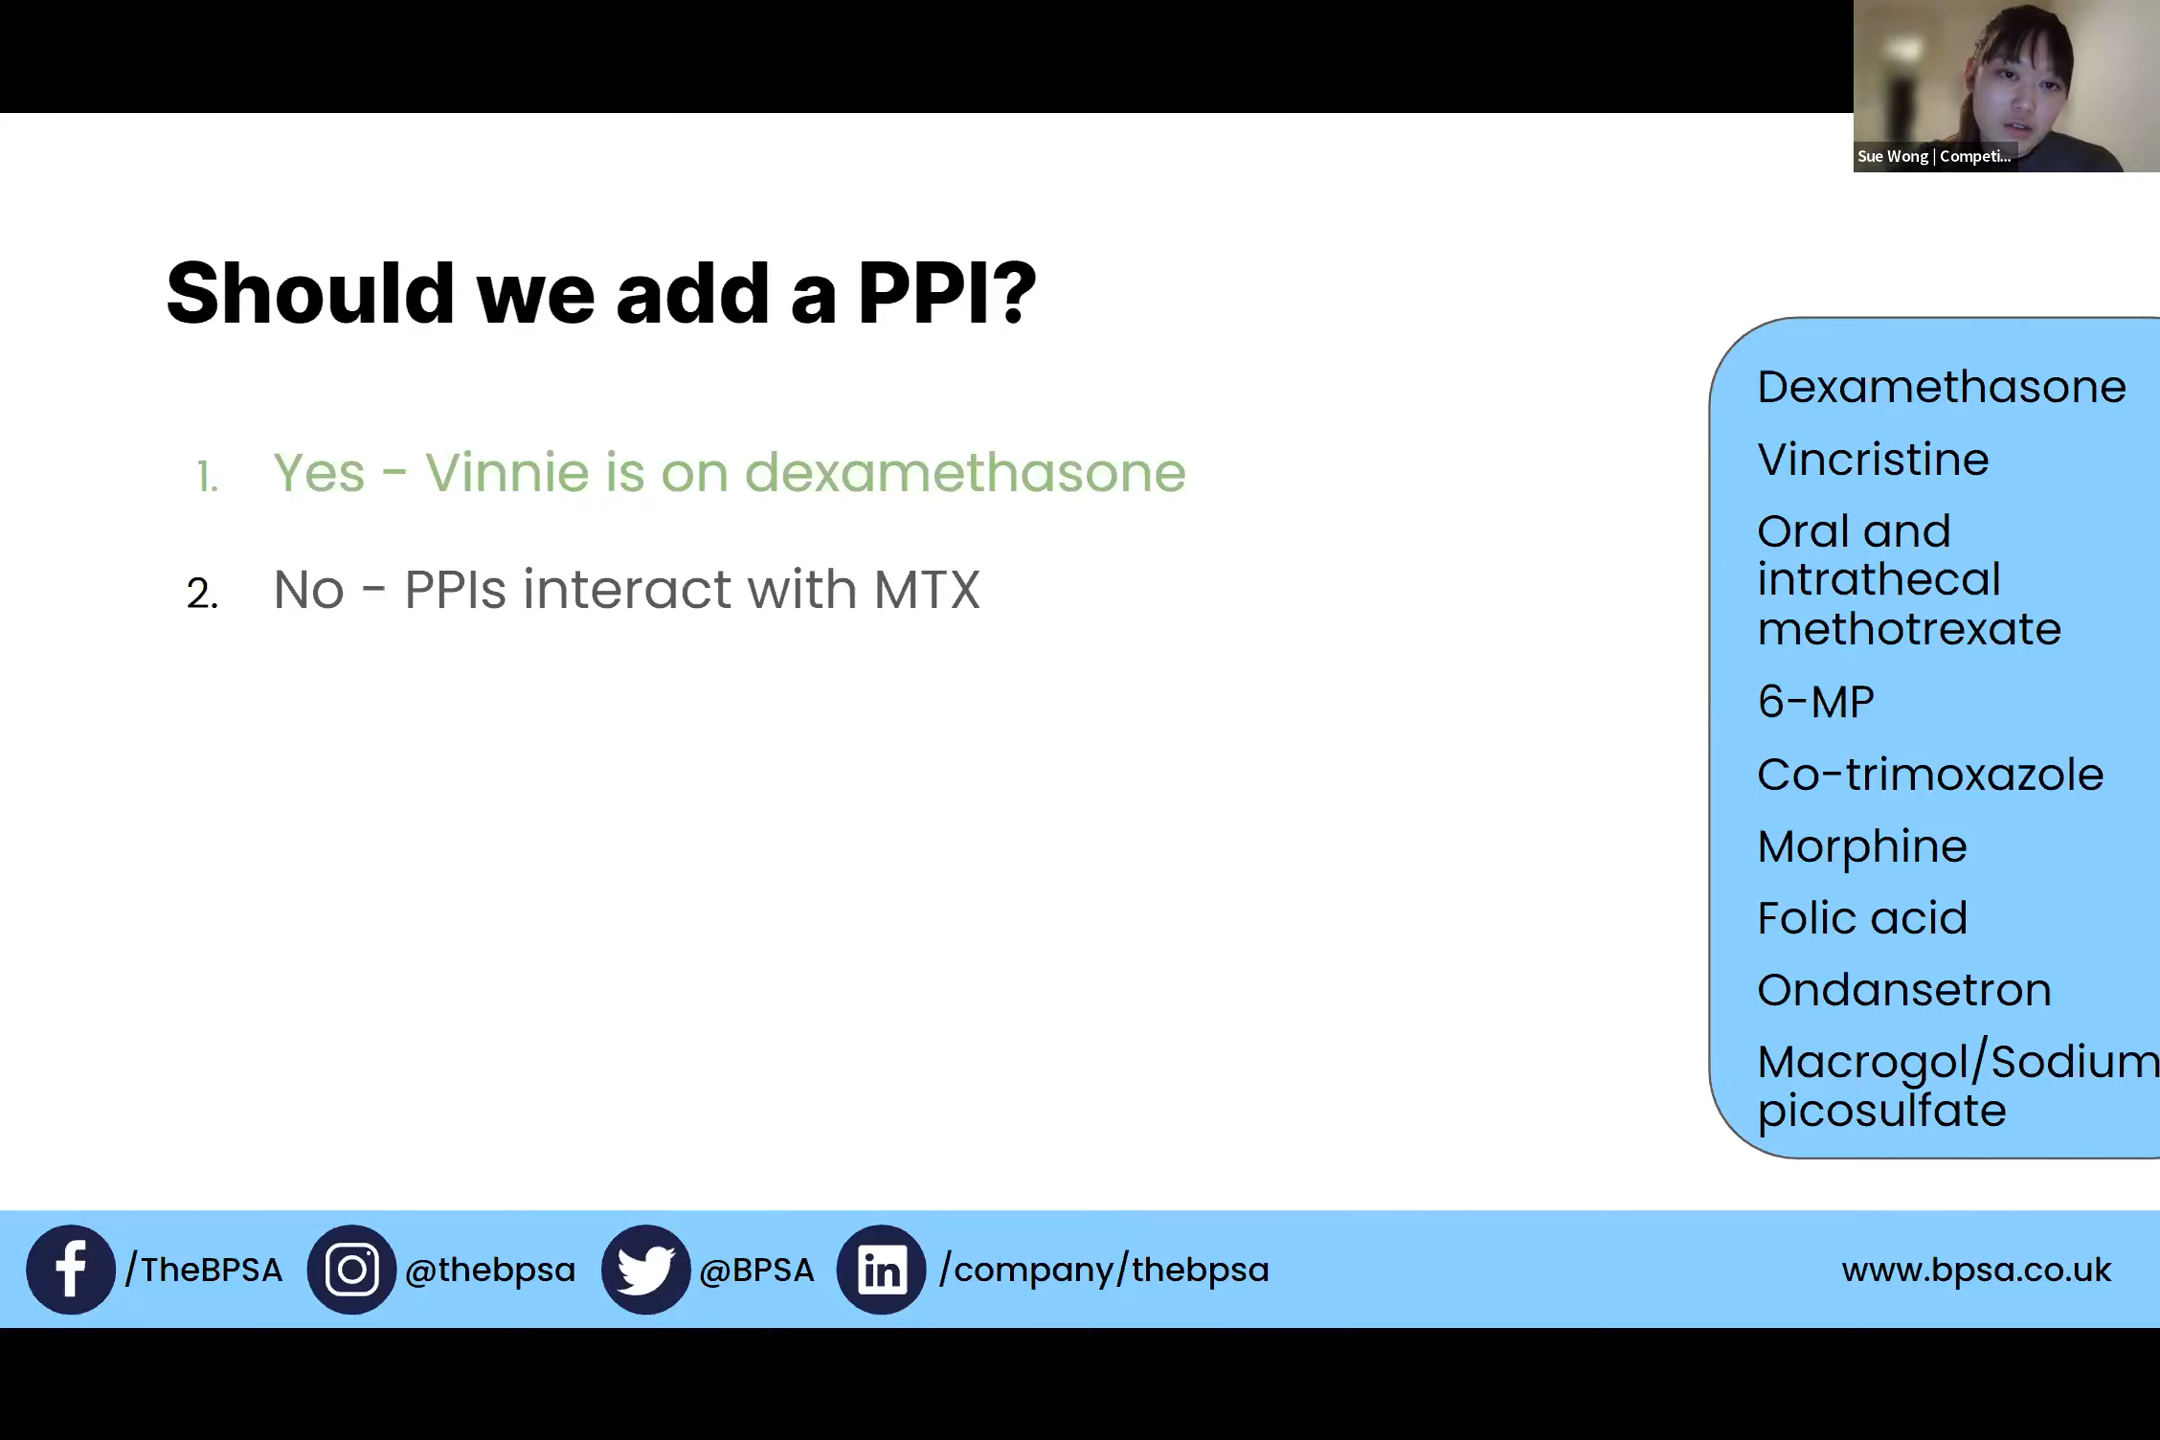 Sue Wong | Competi...
Should we add a PPI?
1. Yes - Vinnie is on dexamethasone
2. No - PPIs interact with MTX
Dexamethasone
Vincristine
Oral and
intrathecal
methotrexate
6-MP
Co-trimoxazole
Morphine
Folic acid
Ondansetron
Macrogol/Sodium
picosulfate
/TheBPSA
@thebpsa
@BPSA
/company/thebpsa
www.bpsa.co.uk